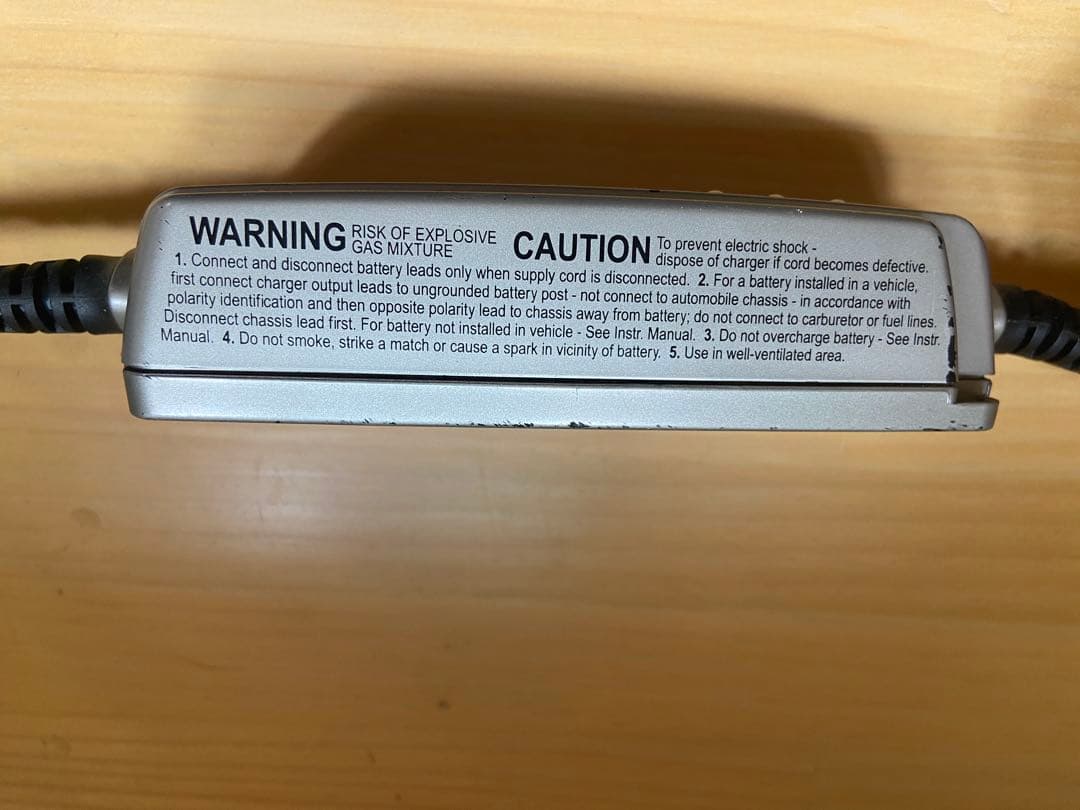 WARNING RISK OF EXPLOSIVE GAS MIXTURE CAUTION To prevent electric shock - dispose of charger if cord becomes defective.
1. Connect and disconnect battery leads only when supply cord is disconnected. 2. For a battery installed in a vehicle,
first connect charger output leads to ungrounded battery post - not connect to automobile chassis - in accordance with
polarity identification and then opposite polarity lead to chassis away from battery; do not connect to carburetor or fuel lines.
Disconnect chassis lead first. For battery not installed in vehicle - See Instr. Manual. 3. Do not overcharge battery - See Instr.
Manual. 4. Do not smoke, strike a match or cause a spark in vicinity of battery. 5. Use in well-ventilated area.